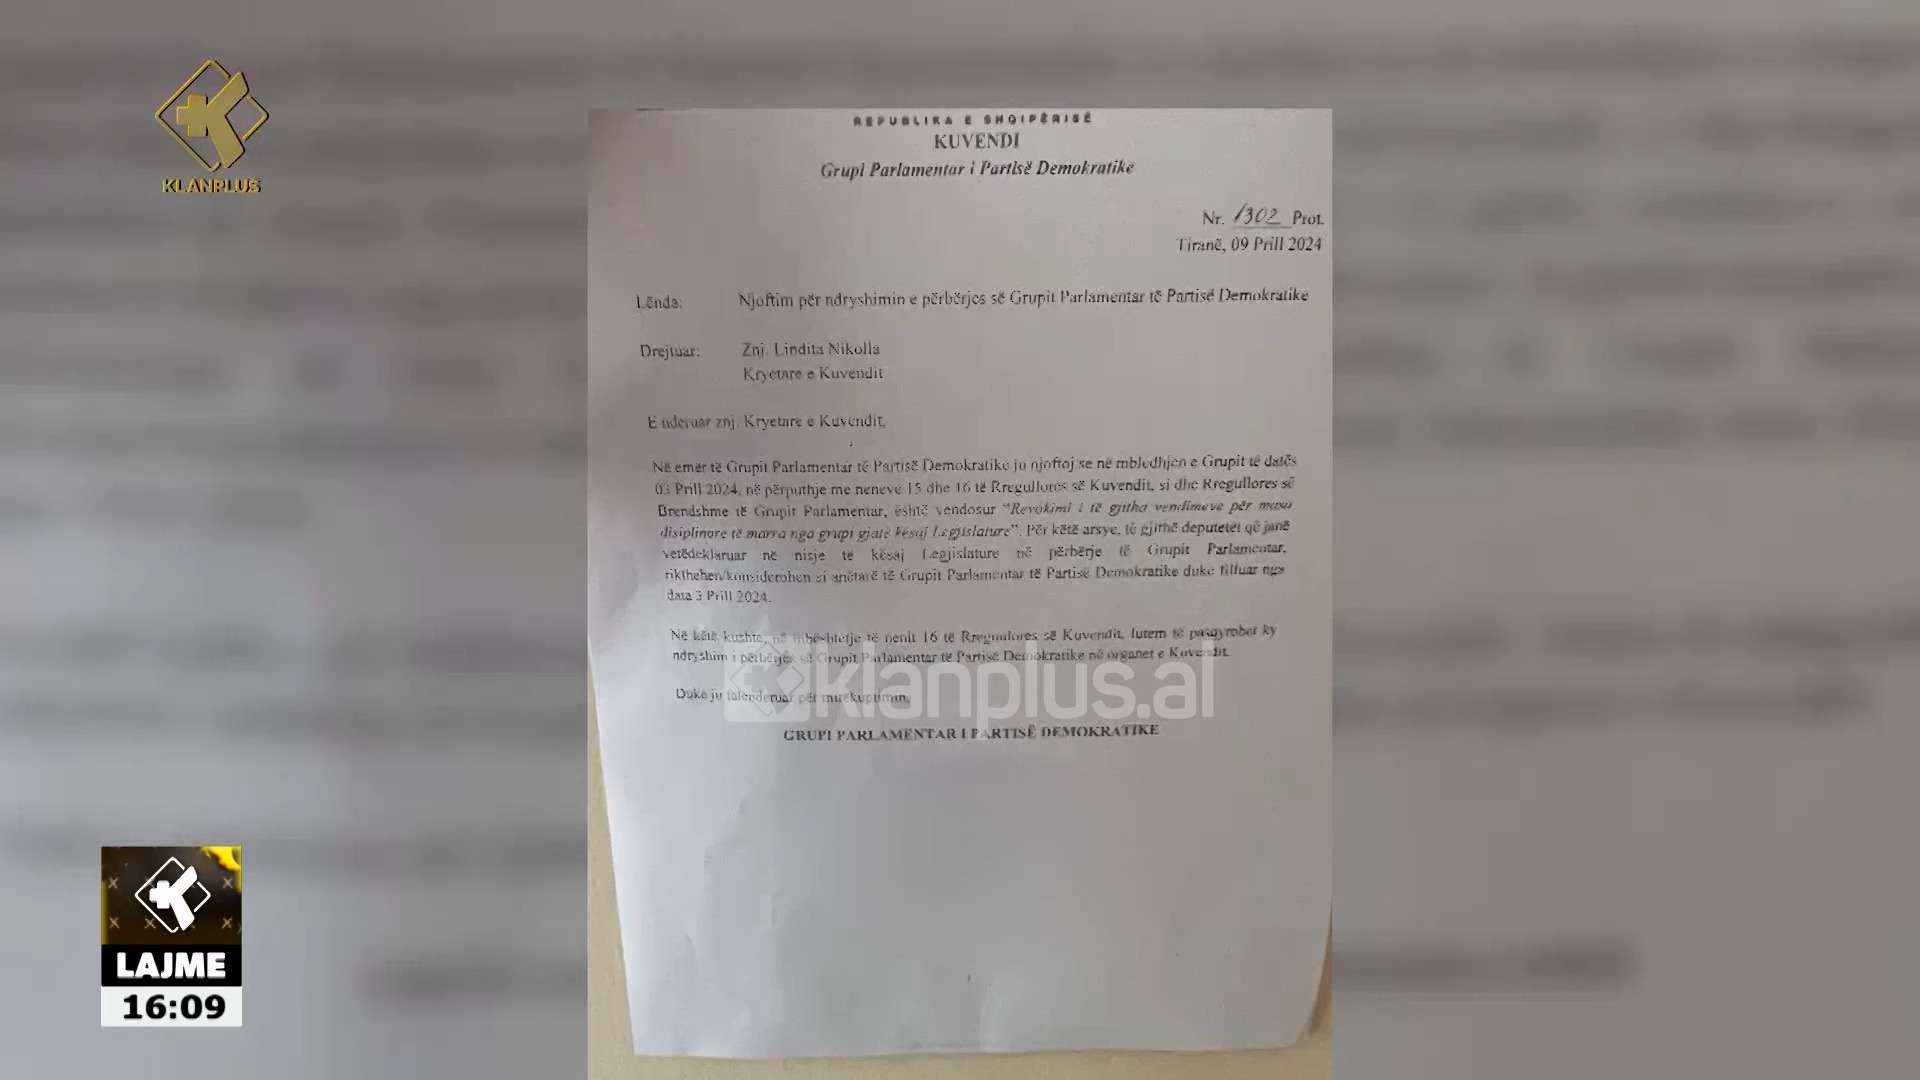 KLANPLUS
REPUBLIKA E SHQIPËRISË
KUVENDI
Grupi Parlamentar i Partisë Demokratike
Nr. 1302 Prot.
Tiranë, 09 Prill 2024
Lënda: Njoftim për ndryshimin e përbërjes së Grupit Parlamentar të Partisë Demokratike
Drejtuar: Znj. Lindita Nikolla
Kryetare e Kuvendit
E nderuar znj. Kryetare e Kuvendit,
Në emër të Grupit Parlamentar të Partisë Demokratike ju njoftoj se në mbledhjen e Grupit të datës
03 Prill 2024, në përputhje me neneve 15 dhe 16 të Rregullores së Kuvendit, si dhe Rregullores së
Brendshme të Grupit Parlamentar, është vendosur “Revokimi i të gjitha vendimeve për masa
disiplinore të marra nga grupi gjatë kësaj Legjislature”. Për këtë arsye, të gjithë deputetët që janë
vetëdeklaruar në nisje të kësaj Legjislature në përbërje të Grupit Parlamentar,
rikthehen/konsiderohen si anëtarë të Grupit Parlamentar të Partisë Demokratike duke filluar nga
data 3 Prill 2024.
Në këtë kushte, në mbështetje të nenit 16 të Rregullores së Kuvendit, lutem të pasqyrohet ky
ndryshim i përbërjes së Grupit Parlamentar të Partisë Demokratike në organet e Kuvendit.
klanplus.al
Duke ju falenderuar për mirëkuptimin,
GRUPI PARLAMENTAR I PARTISË DEMOKRATIKE
LAJME
16:09